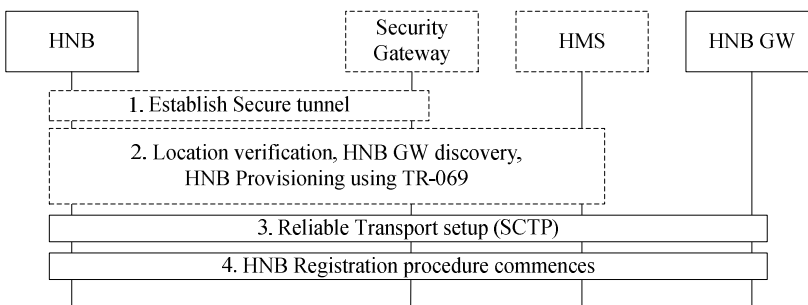 HNB
Security
Gateway
HMS
HNB GW
1. Establish Secure tunnel
2. Location verification, HNB GW discovery,
HNB Provisioning using TR-069
3. Reliable Transport setup (SCTP)
4. HNB Registration procedure commences